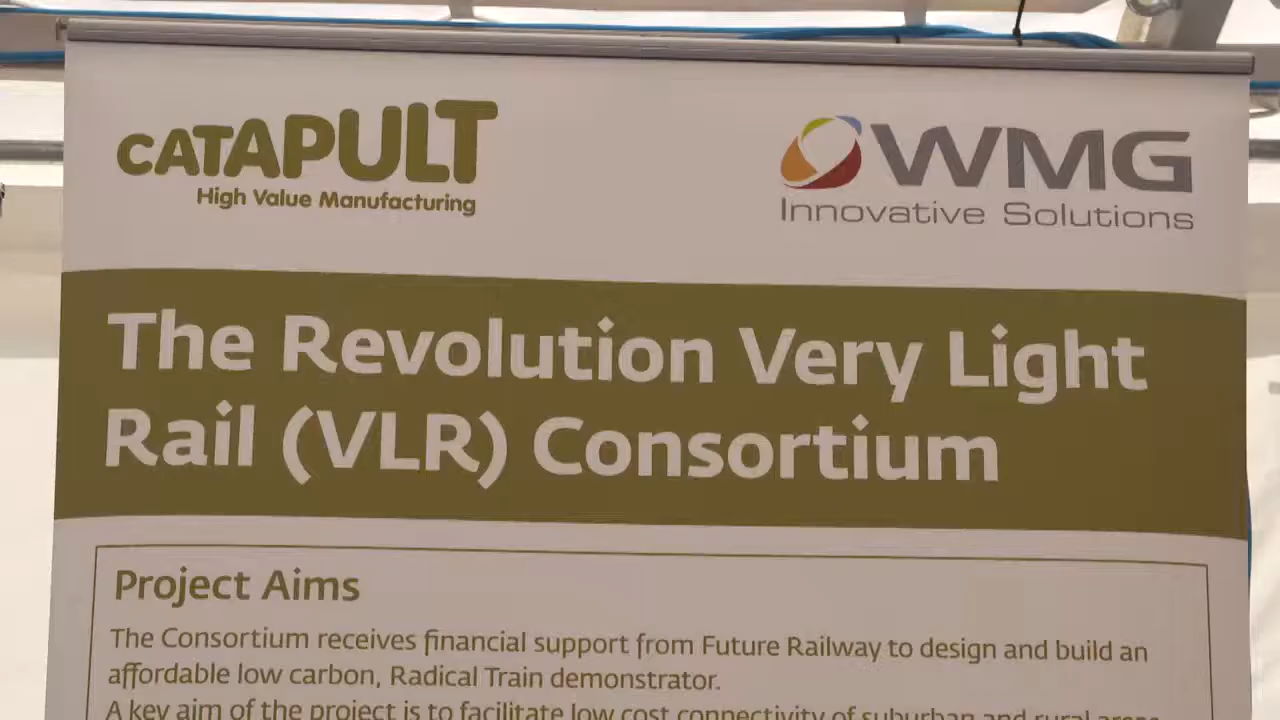 CATAPULT
High Value Manufacturing
WMG
Innovative Solutions
The Revolution Very Light
Rail (VLR) Consortium
Project Aims
The Consortium receives financial support from Future Railway to design and build an
affordable low carbon, Radical Train demonstrator.
A key aim of the project is to facilitate low cost connectivity of suburban and rural areas